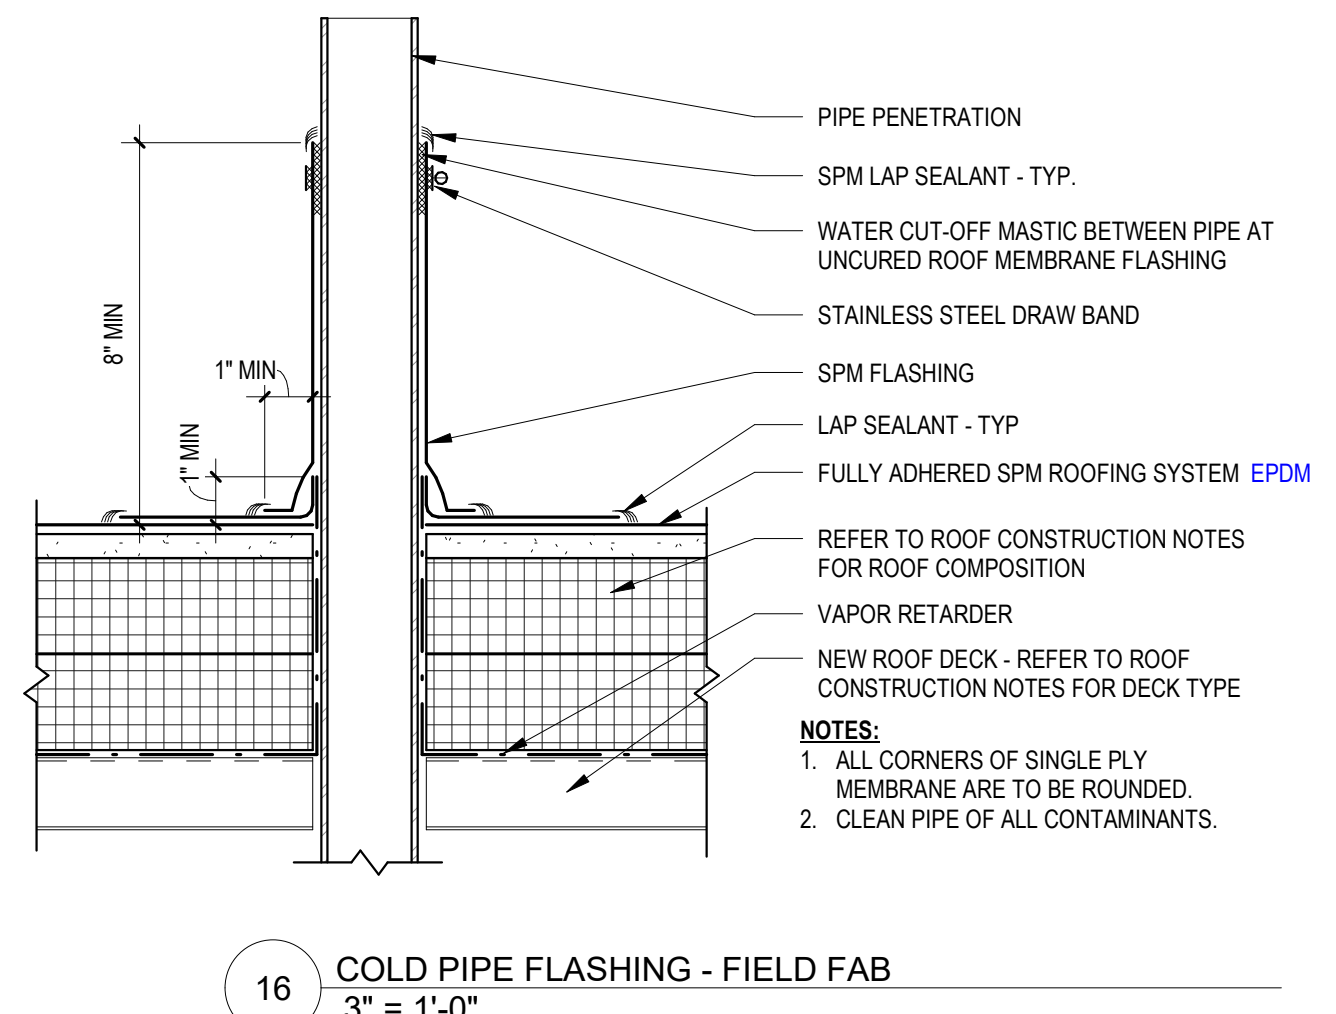 PIPE PENETRATION
SPM LAP SEALANT - TYP.
WATER CUT-OFF MASTIC BETWEEN PIPE AT
UNCURED ROOF MEMBRANE FLASHING
STAINLESS STEEL DRAW BAND
8" MIN
1" MIN
SPM FLASHING
1" MIN
LAP SEALANT - TYP
FULLY ADHERED SPM ROOFING SYSTEM EPDM
REFER TO ROOF CONSTRUCTION NOTES
FOR ROOF COMPOSITION
VAPOR RETARDER
NEW ROOF DECK - REFER TO ROOF
CONSTRUCTION NOTES FOR DECK TYPE
NOTES:
1. ALL CORNERS OF SINGLE PLY
MEMBRANE ARE TO BE ROUNDED.
2. CLEAN PIPE OF ALL CONTAMINANTS.
16 COLD PIPE FLASHING - FIELD FAB
3" = 1'-0"